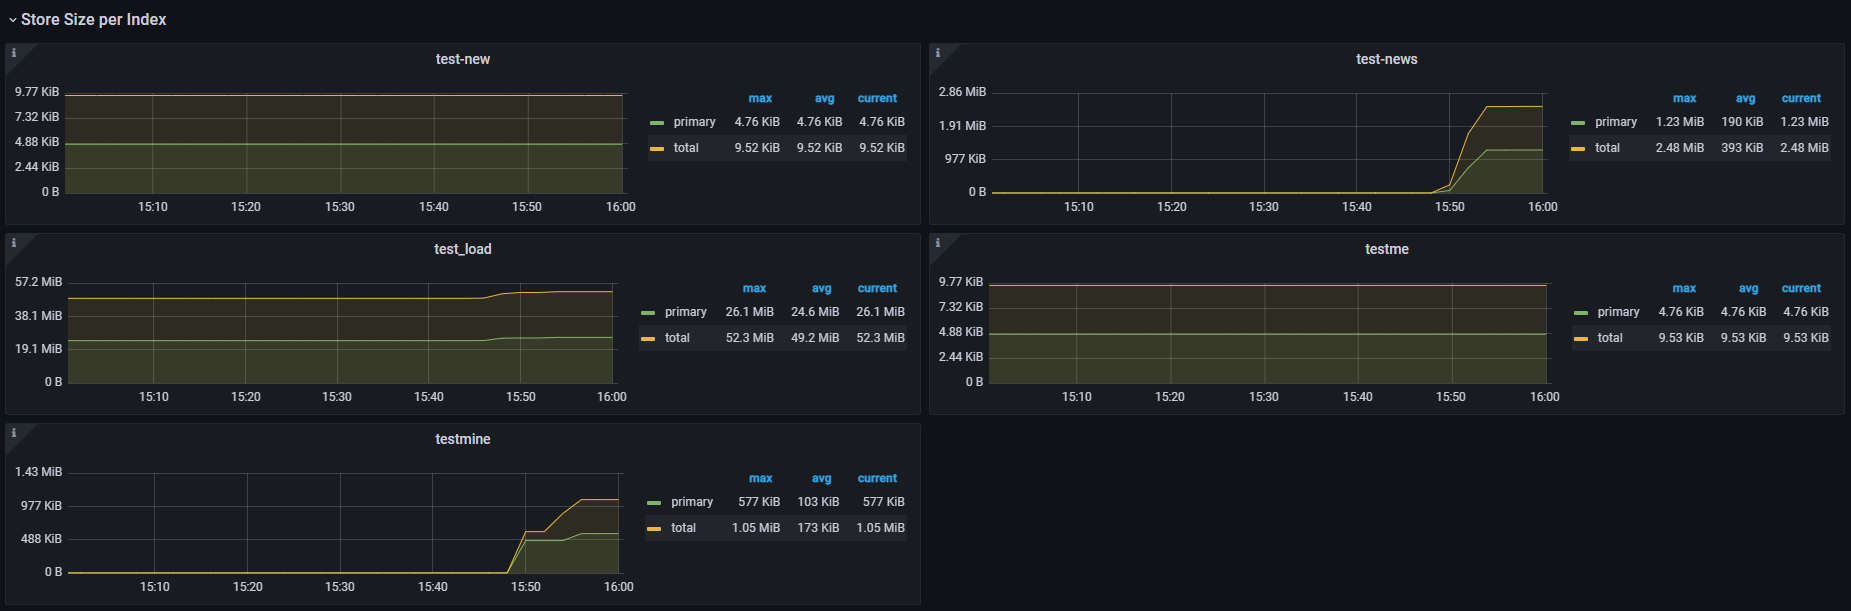 Store Size per Index
i
test-new
9.77 KiB
7.32 KiB
4.88 KiB
2.44 KiB
0 B
15:10 15:20 15:30 15:40 15:50 16:00
max avg current
primary 4.76 KiB 4.76 KiB 4.76 KiB
total 9.52 KiB 9.52 KiB 9.52 KiB
i
test-news
2.86 MiB
1.91 MiB
977 KiB
0 B
15:10 15:20 15:30 15:40 15:50 16:00
max avg current
primary 1.23 MiB 190 KiB 1.23 MiB
total 2.48 MiB 393 KiB 2.48 MiB
i
test_load
57.2 MiB
38.1 MiB
19.1 MiB
0 B
15:10 15:20 15:30 15:40 15:50 16:00
max avg current
primary 26.1 MiB 24.6 MiB 26.1 MiB
total 52.3 MiB 49.2 MiB 52.3 MiB
i
testme
9.77 KiB
7.32 KiB
4.88 KiB
2.44 KiB
0 B
15:10 15:20 15:30 15:40 15:50 16:00
max avg current
primary 4.76 KiB 4.76 KiB 4.76 KiB
total 9.53 KiB 9.53 KiB 9.53 KiB
i
testmine
1.43 MiB
977 KiB
488 KiB
0 B
15:10 15:20 15:30 15:40 15:50 16:00
max avg current
primary 577 KiB 103 KiB 577 KiB
total 1.05 MiB 173 KiB 1.05 MiB